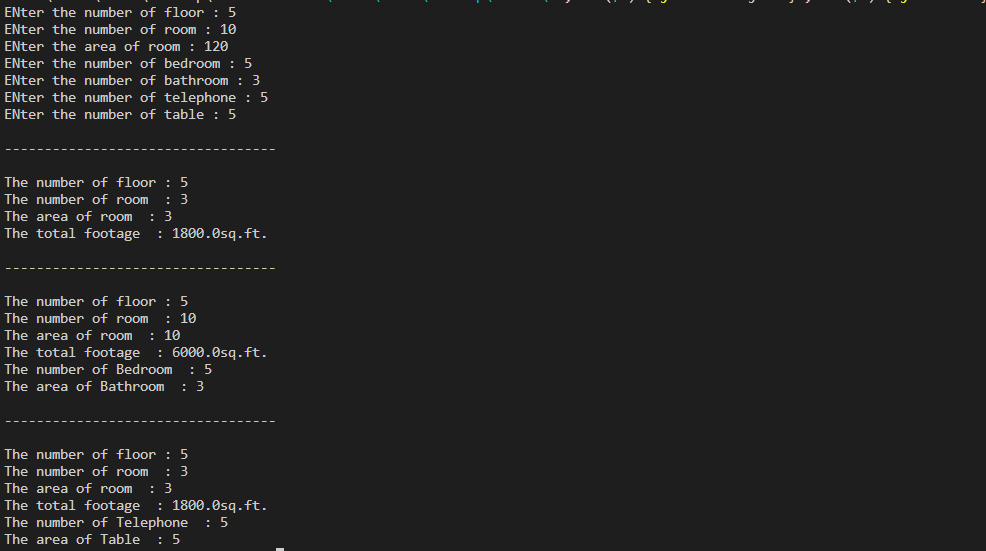 ENter the number of floor : 5
ENter the number of room : 10
ENter the area of room : 120
ENter the number of bedroom : 5
ENter the number of bathroom : 3
ENter the number of telephone : 5
ENter the number of table : 5
----------------------------------
The number of floor : 5
The number of room  : 3
The area of room  : 3
The total footage  : 1800.0sq.ft.
----------------------------------
The number of floor : 5
The number of room  : 10
The area of room  : 10
The total footage  : 6000.0sq.ft.
The number of Bedroom  : 5
The area of Bathroom  : 3
----------------------------------
The number of floor : 5
The number of room  : 3
The area of room  : 3
The total footage  : 1800.0sq.ft.
The number of Telephone  : 5
The area of Table  : 5